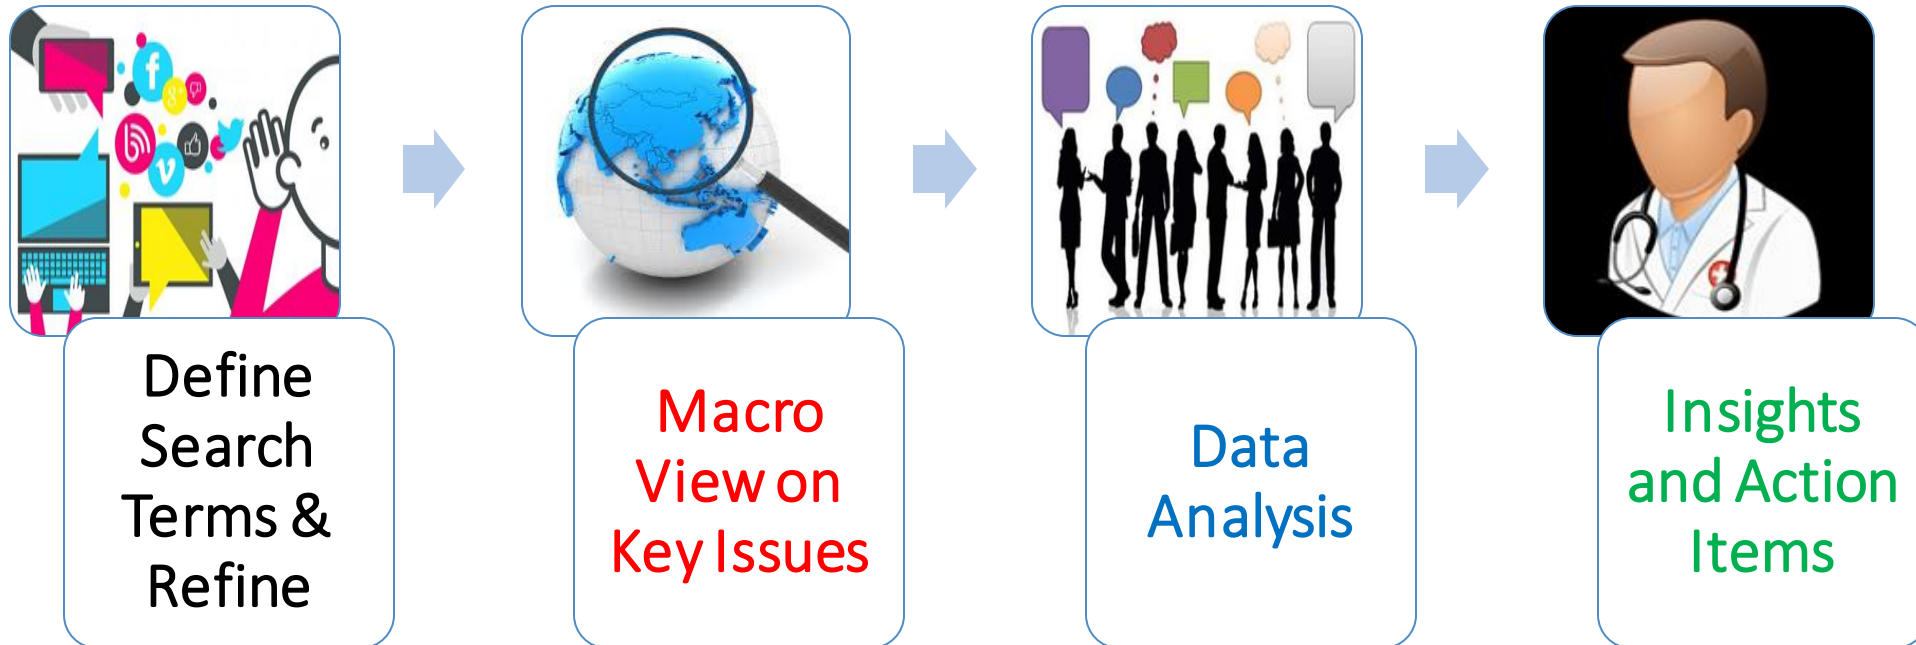 Define
Search
Terms &
Refine
Macro
View on
Key Issues
Data
Analysis
Insights
and Action
Items